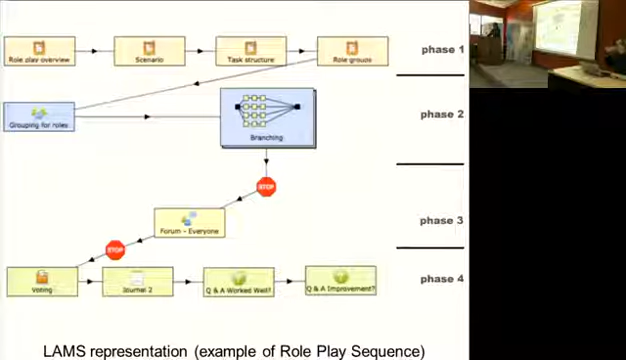 Role play overview
Scenario
Task structure
Role groups
phase 1
Grouping for roles
Branching
phase 2
STOP
Forum - Everyone
phase 3
STOP
Voting
Journal 2
Q & A Worked Well?
Q & A Improvement?
phase 4
LAMS representation (example of Role Play Sequence)